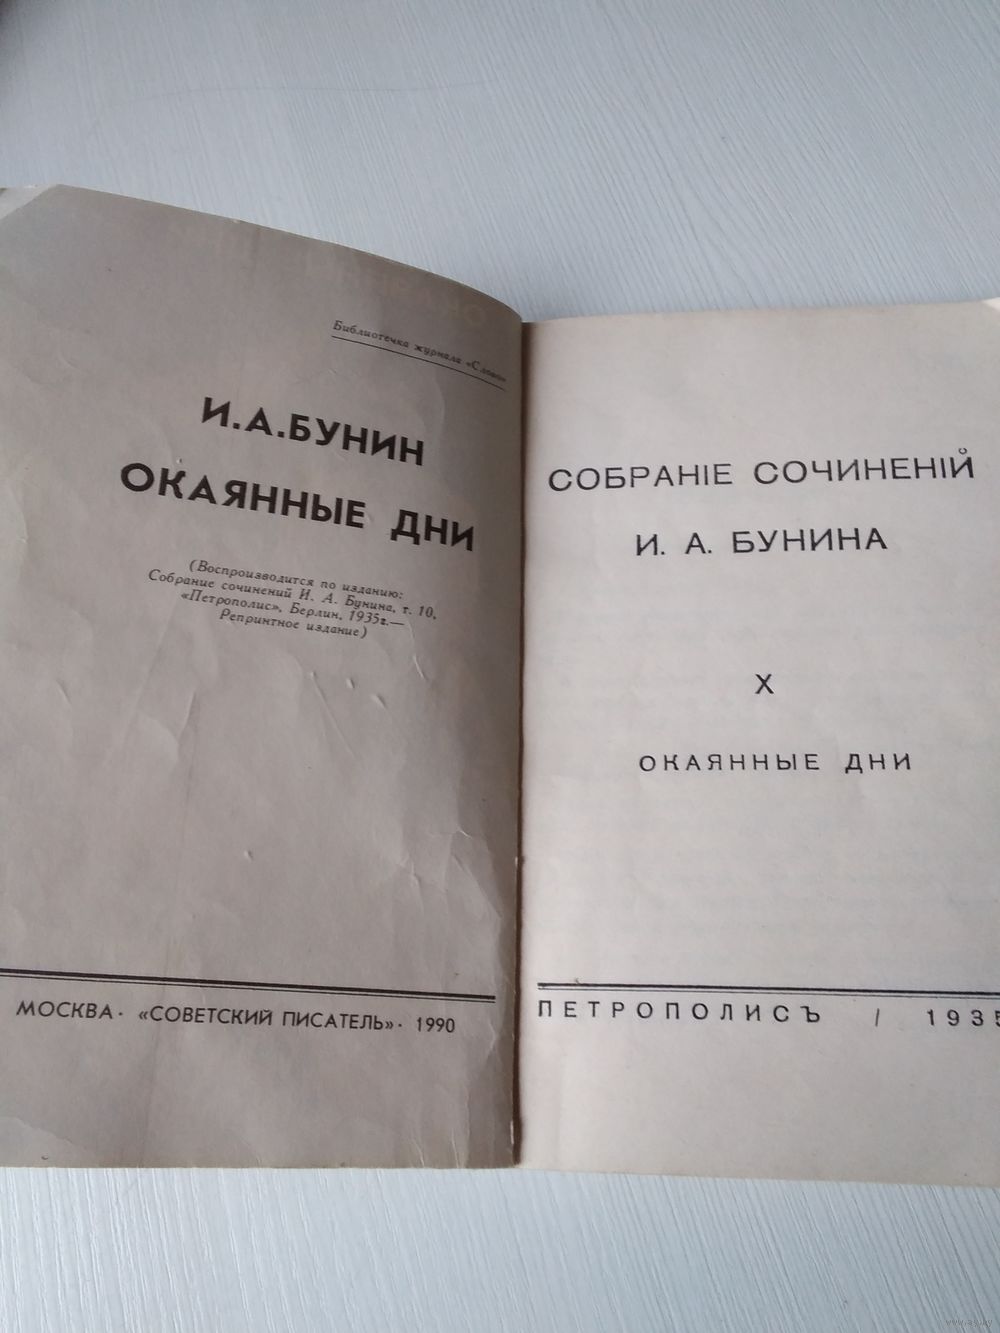 Библиотечка журнала «Слово»
И.А.БУНИН
ОКАЯННЫЕ ДНИ
(Воспроизводится по изданию:
Собрание сочинений И. А. Бунина, т. 10,
«Петрополис», Берлин, 1935г.—
Репринтное издание)
МОСКВА· «СОВЕТСКИЙ ПИСАТЕЛЬ»· 1990
СОБРАНІЕ СОЧИНЕНІЙ
И. А. БУНИНА
X
ОКАЯННЫЕ ДНИ
ПЕТРОПОЛИСЪ / 1935